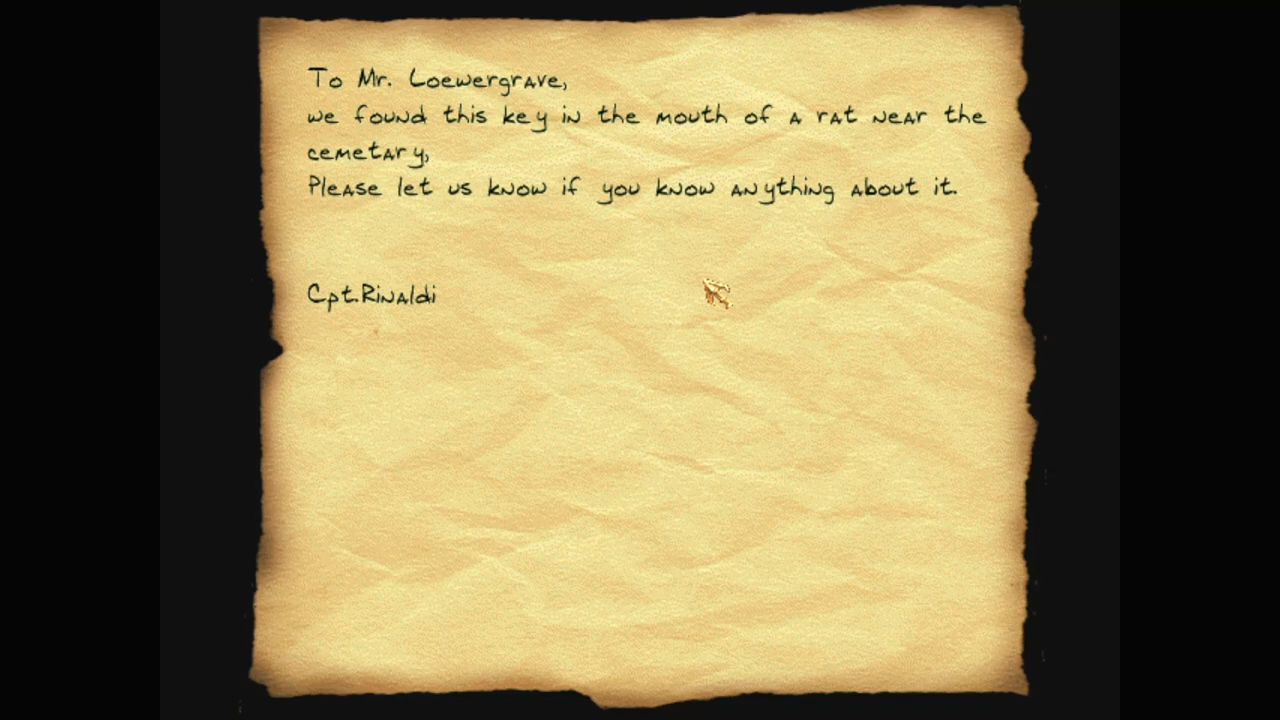 To Mr. Loewergrave,
we found this key in the mouth of a rat near the
cemetary,
Please let us know if you know anything about it.
Cpt.Rinaldi